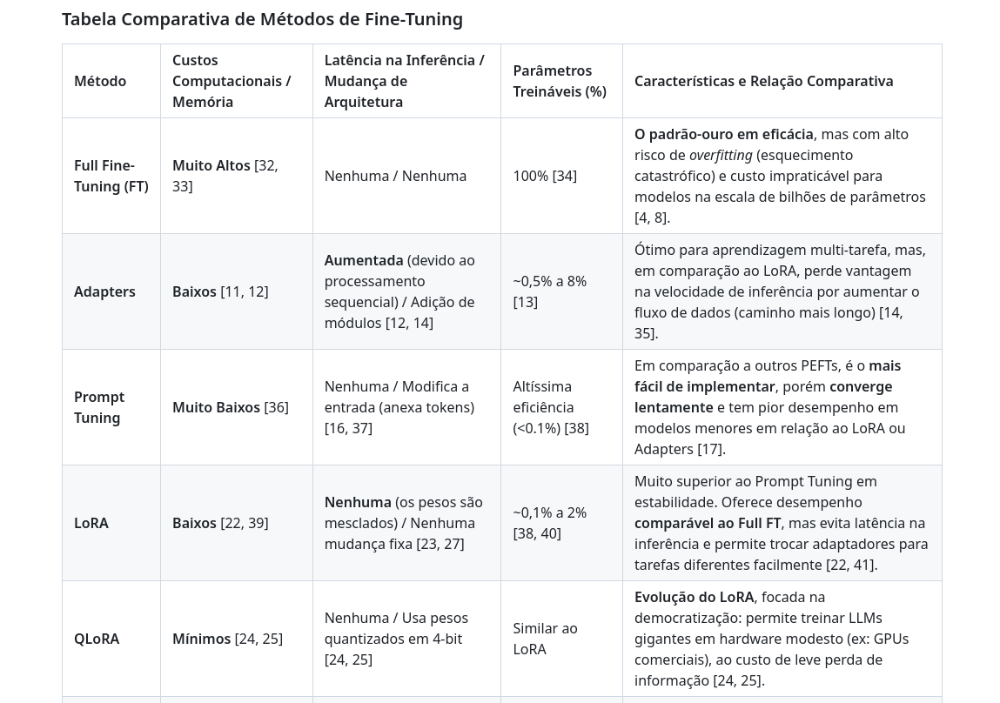 Tabela Comparativa de Métodos de Fine-Tuning
Método
Custos
Computacionais /
Memória
Latência na Inferência /
Mudança de
Arquitetura
Parâmetros
Treináveis (%)
Características e Relação Comparativa
Full Fine-
Tuning (FT)
Muito Altos [32,
33]
Nenhuma / Nenhuma
100% [34]
O padrão-ouro em eficácia, mas com alto
risco de overfitting (esquecimento
catastrófico) e custo impraticável para
modelos na escala de bilhões de parâmetros
[4, 8].
Adapters
Baixos [11, 12]
Aumentada (devido ao
processamento
sequencial) / Adição de
módulos [12, 14]
~0,5% a 8%
[13]
Ótimo para aprendizagem multi-tarefa, mas,
em comparação ao LoRA, perde vantagem
na velocidade de inferência por aumentar o
fluxo de dados (caminho mais longo) [14,
35].
Prompt
Tuning
Muito Baixos [36]
Nenhuma / Modifica a
entrada (anexa tokens)
[16, 37]
Altíssima
eficiência
(<0.1%) [38]
Em comparação a outros PEFTs, é o mais
fácil de implementar, porém converge
lentamente e tem pior desempenho em
modelos menores em relação ao LoRA ou
Adapters [17].
LoRA
Baixos [22, 39]
Nenhuma (os pesos são
mesclados) / Nenhuma
mudança fixa [23, 27]
~0,1% a 2%
[38, 40]
Muito superior ao Prompt Tuning em
estabilidade. Oferece desempenho
comparável ao Full FT, mas evita latência na
inferência e permite trocar adaptadores para
tarefas diferentes facilmente [22, 41].
QLoRA
Mínimos [24, 25]
Nenhuma / Usa pesos
quantizados em 4-bit
[24, 25]
Similar ao
LoRA
Evolução do LoRA, focada na
democratização: permite treinar LLMs
gigantes em hardware modesto (ex: GPUs
comerciais), ao custo de leve perda de
informação [24, 25].